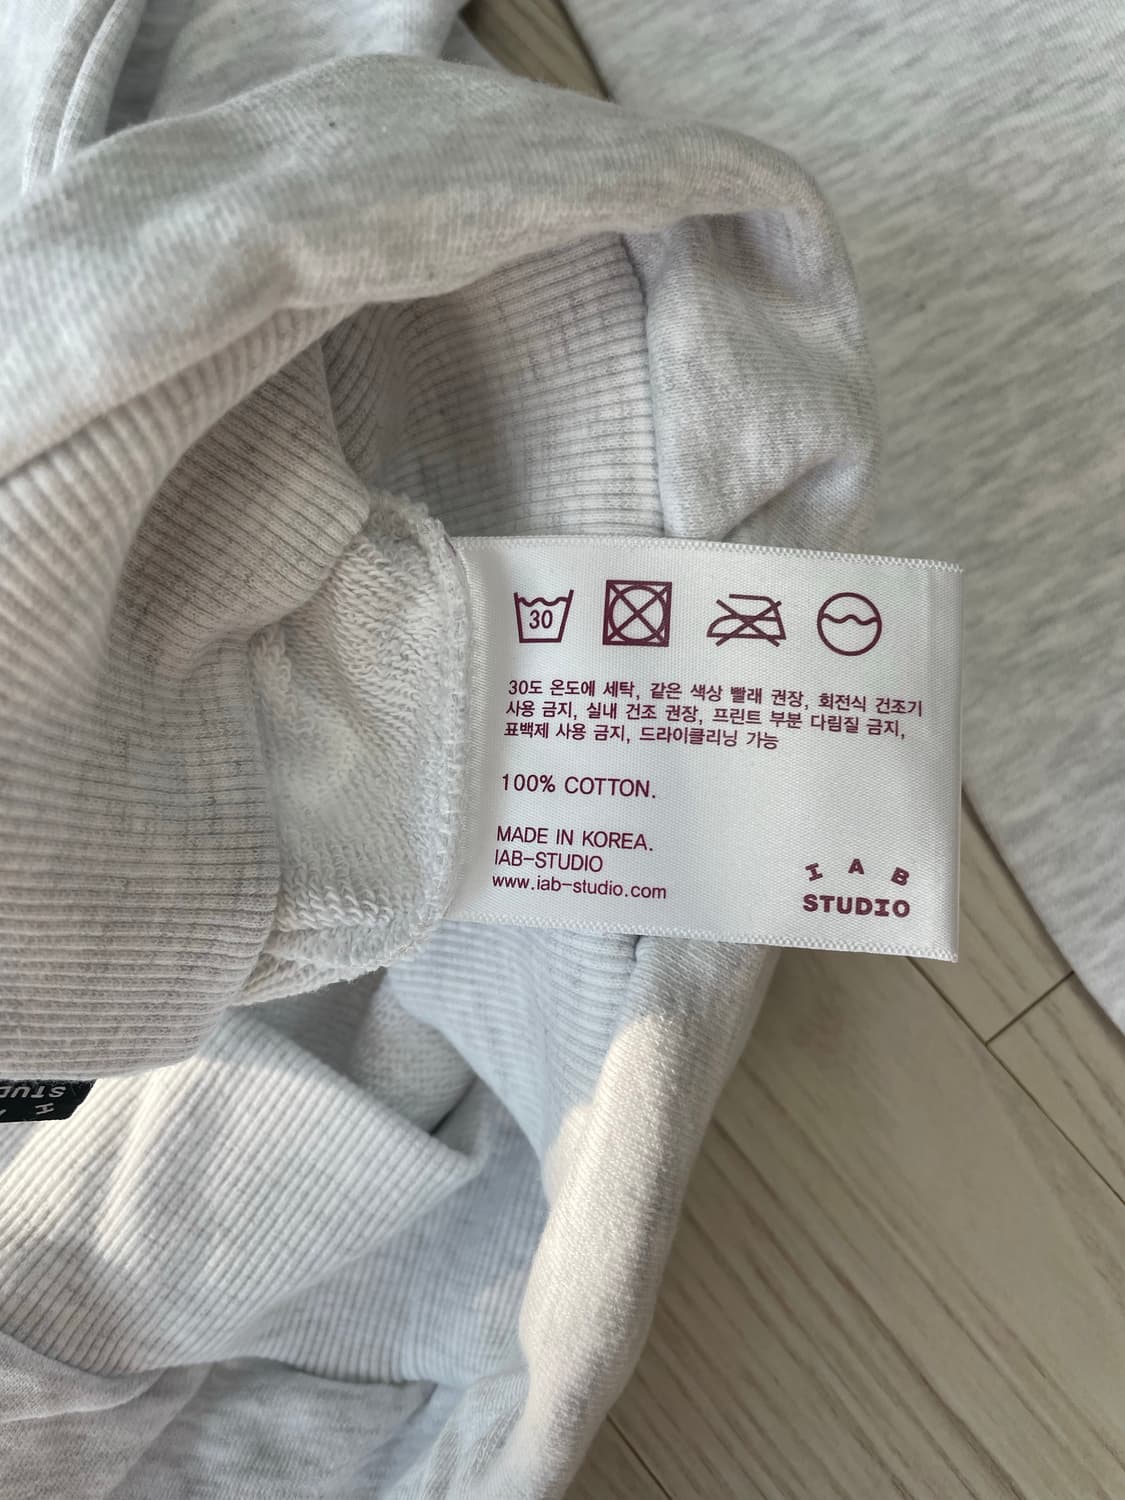 30
30도 온도에 세탁, 같은 색상 빨래 권장, 회전식 건조기
사용 금지, 실내 건조 권장, 프린트 부분 다림질 금지,
표백제 사용 금지, 드라이클리닝 가능
100% COTTON.
MADE IN KOREA.
IAB-STUDIO
www.iab-studio.com
I A B
STUDIO